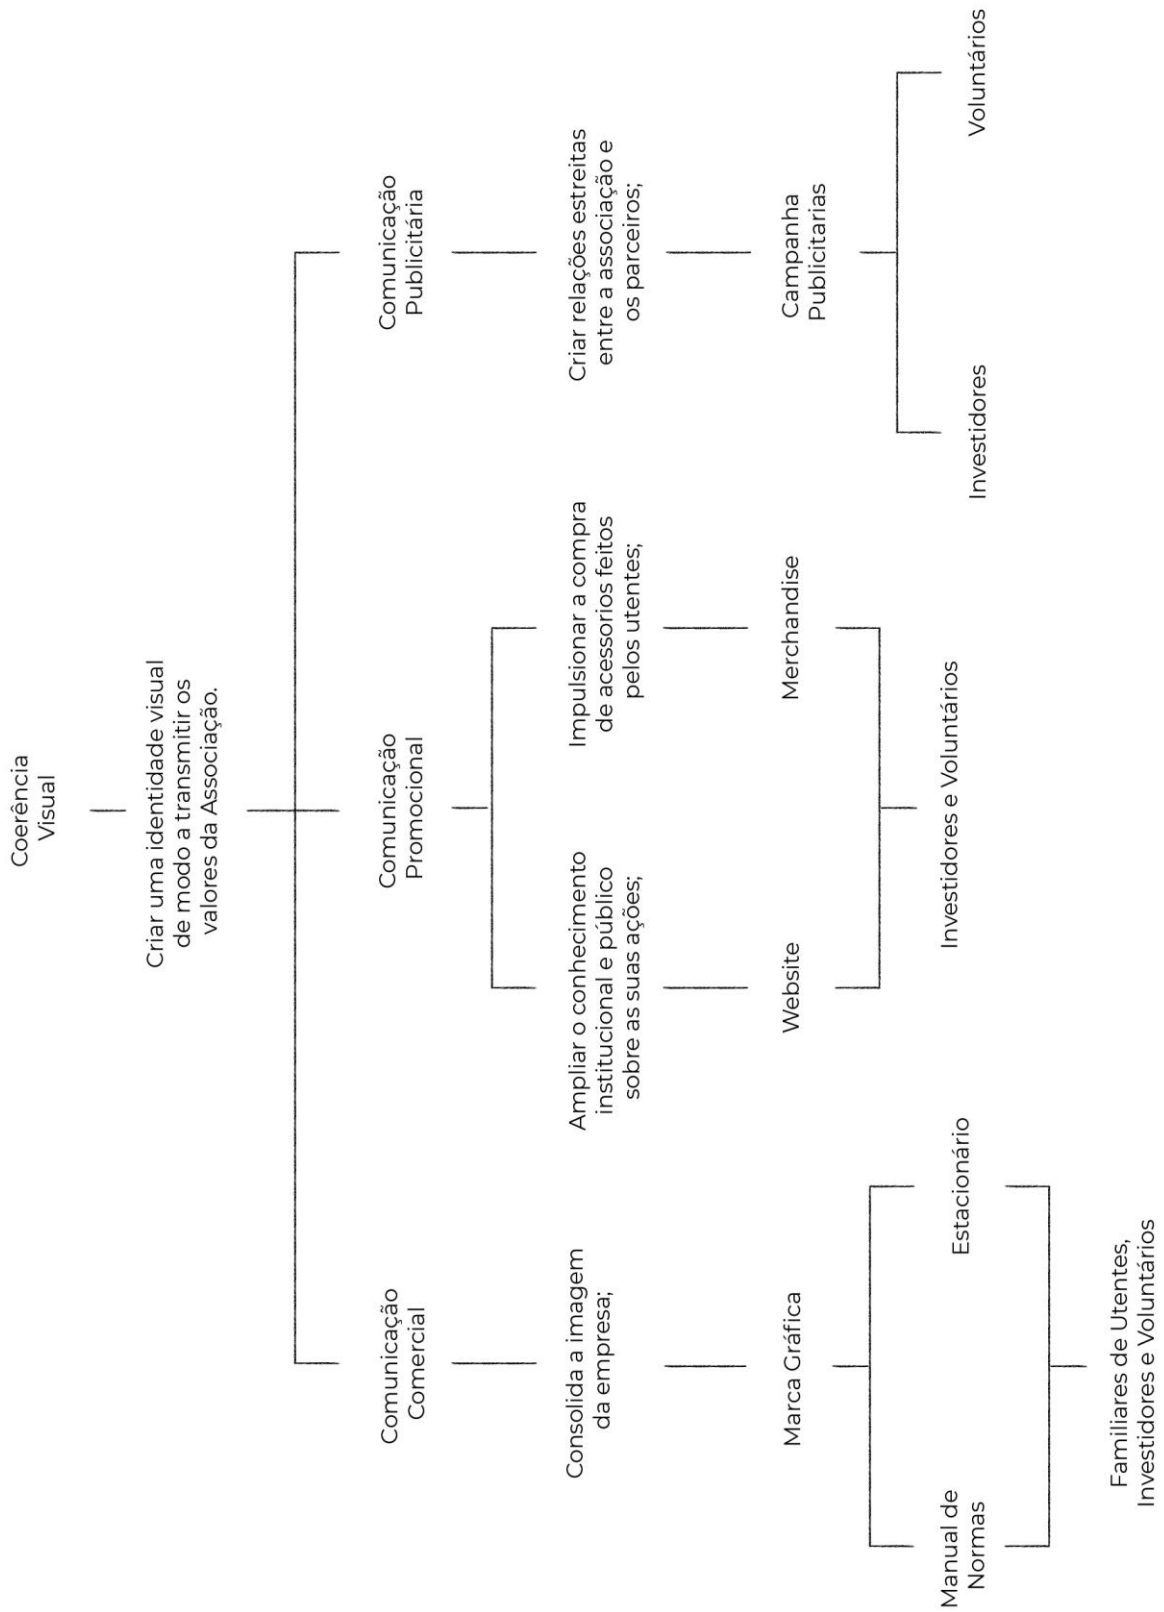 Coerência
Visual
Criar uma identidade visual
de modo a transmitir os
valores da Associação.
Comunicação
Comercial
Comunicação
Promocional
Comunicação
Publicitária
Consolida a imagem
da empresa;
Ampliar o conhecimento
institucional e público
sobre as suas ações;
Impulsionar a compra
de acessorios feitos
pelos utentes;
Criar relações estreitas
entre a associação e
os parceiros;
Marca Gráfica
Website
Merchandise
Campanha
Publicitarias
Manual de
Normas
Estacionário
Investidores e Voluntários
Investidores
Voluntários
Familiares de Utentes,
Investidores e Voluntários